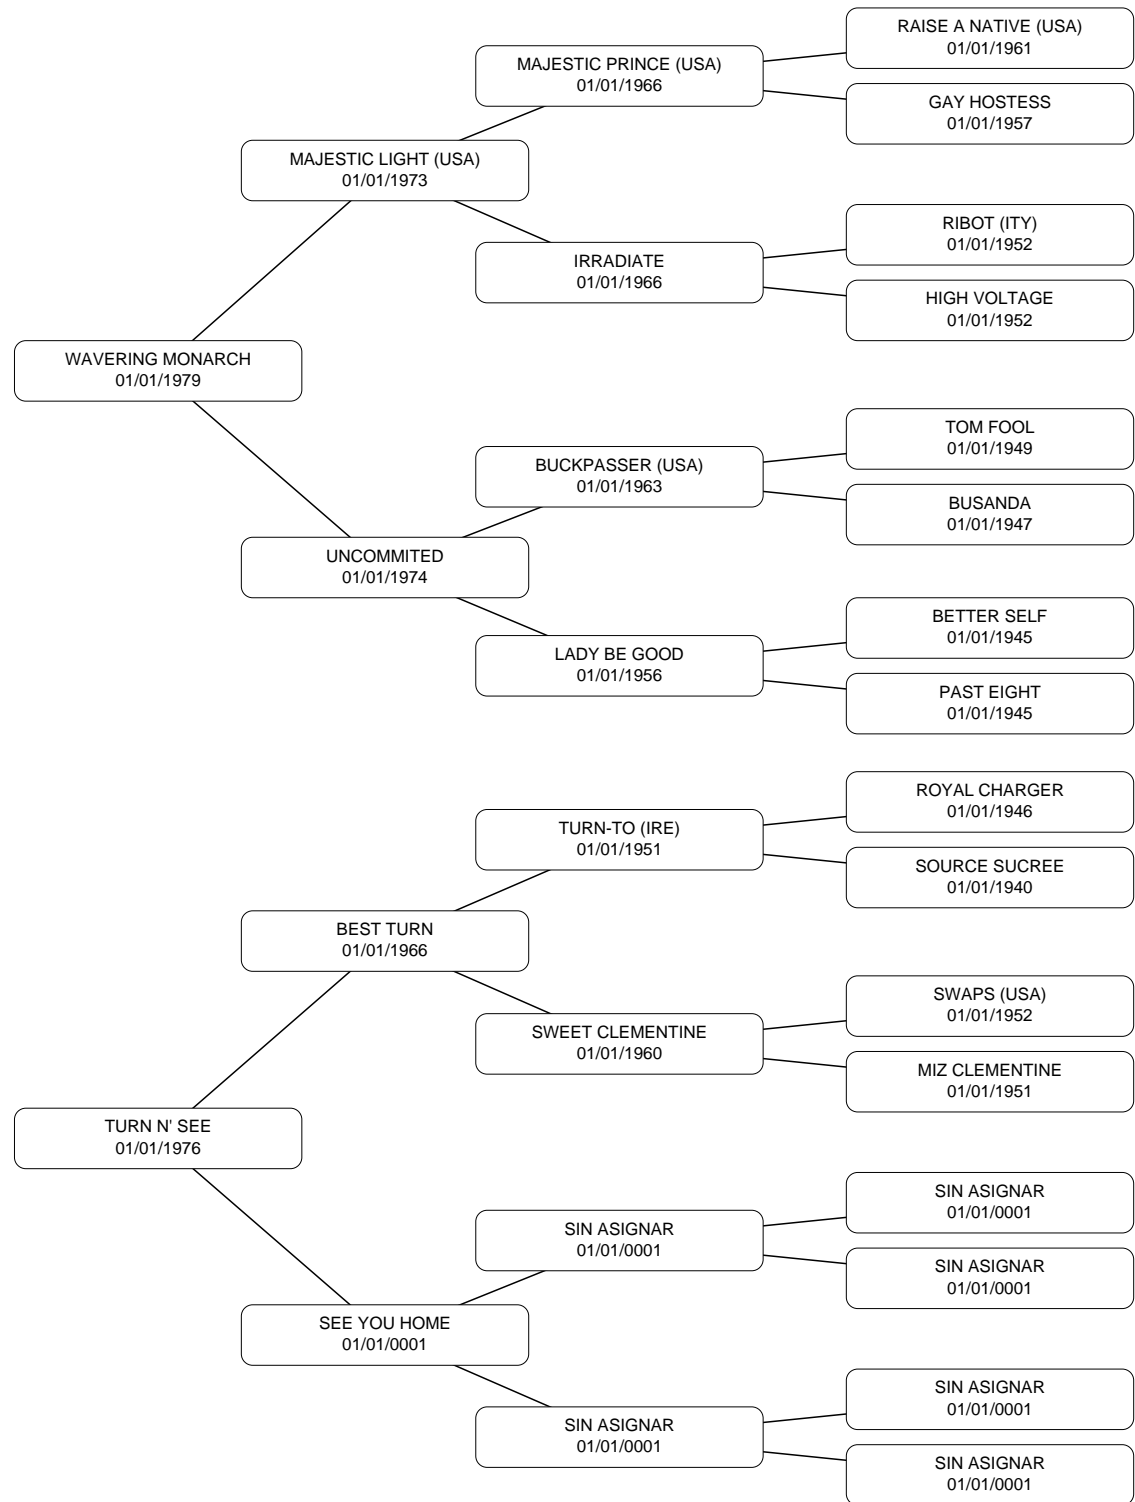 RAISE A NATIVE (USA)
01/01/1961
MAJESTIC PRINCE (USA)
01/01/1966
GAY HOSTESS
01/01/1957
MAJESTIC LIGHT (USA)
01/01/1973
RIBOT (ITY)
01/01/1952
IRRADIATE
01/01/1966
HIGH VOLTAGE
01/01/1952
WAVERING MONARCH
01/01/1979
TOM FOOL
01/01/1949
BUCKPASSER (USA)
01/01/1963
BUSANDA
01/01/1947
UNCOMMITED
01/01/1974
BETTER SELF
01/01/1945
LADY BE GOOD
01/01/1956
PAST EIGHT
01/01/1945
ROYAL CHARGER
01/01/1946
TURN-TO (IRE)
01/01/1951
SOURCE SUCREE
01/01/1940
BEST TURN
01/01/1966
SWAPS (USA)
01/01/1952
SWEET CLEMENTINE
01/01/1960
MIZ CLEMENTINE
01/01/1951
TURN N' SEE
01/01/1976
SIN ASIGNAR
01/01/0001
SIN ASIGNAR
01/01/0001
SIN ASIGNAR
01/01/0001
SEE YOU HOME
01/01/0001
SIN ASIGNAR
01/01/0001
SIN ASIGNAR
01/01/0001
SIN ASIGNAR
01/01/0001